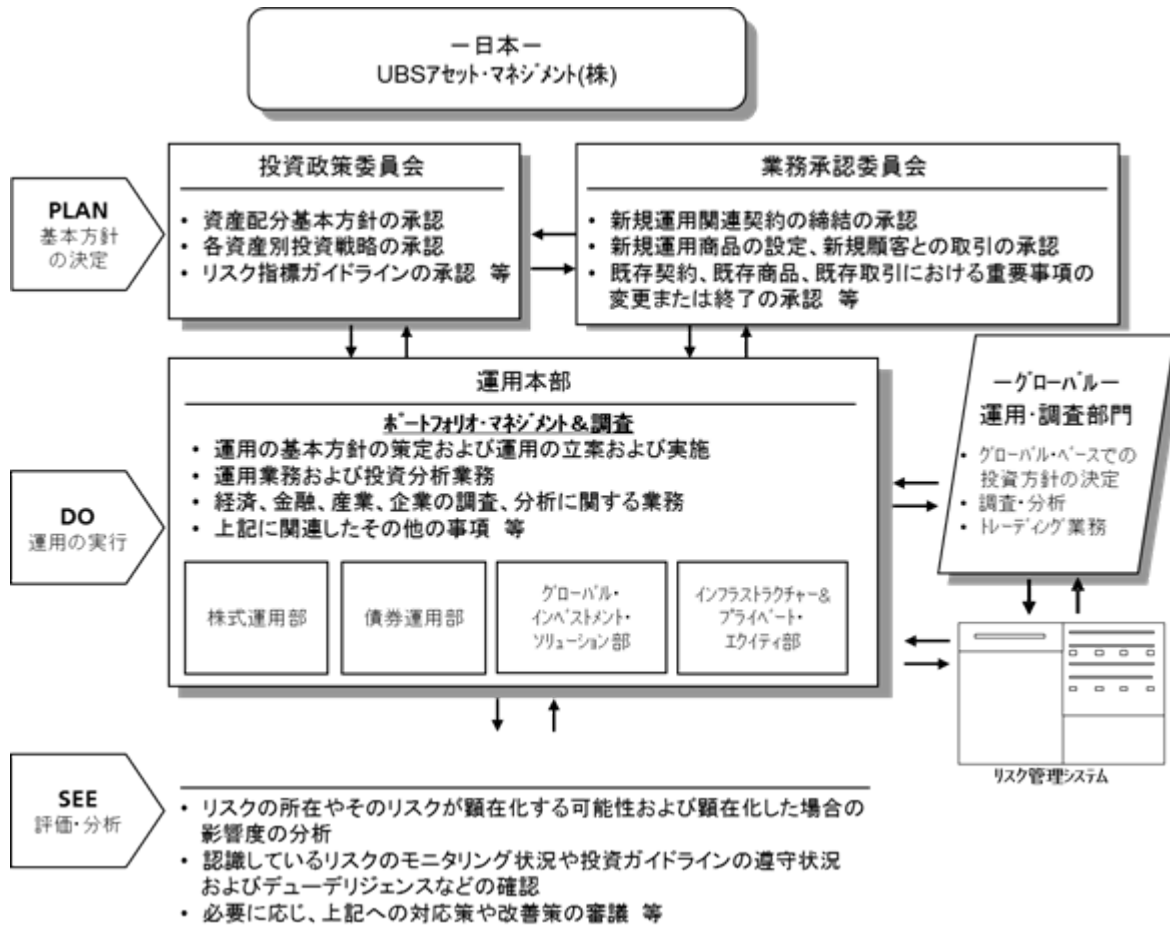 －日本－
UBSアセット・マネジメント(株)
PLAN
基本方針
の決定
投資政策委員会
• 資産配分基本方針の承認
• 各資産別投資戦略の承認
• リスク指標ガイドラインの承認 等
業務承認委員会
• 新規運用関連契約の締結の承認
• 新規運用商品の設定、新規顧客との取引の承認
• 既存契約、既存商品、既存取引における重要事項の
変更または終了の承認 等
DO
運用の実行
運用本部
ポートフォリオ・マネジメント＆調査
• 運用の基本方針の策定および運用の立案および実施
• 運用業務および投資分析業務
• 経済、金融、産業、企業の調査、分析に関する業務
• 上記に関連したその他の事項 等
株式運用部
債券運用部
グローバル・
インベストメント・
ソリューション部
インフラストラクチャー＆
プライベート・
エクイティ部
－グローバル－
運用・調査部門
• グローバル・ベースでの
投資方針の決定
• 調査・分析
• トレーディング業務
リスク管理システム
SEE
評価・分析
• リスクの所在やそのリスクが顕在化する可能性および顕在化した場合の
影響度の分析
• 認識しているリスクのモニタリング状況や投資ガイドラインの遵守状況
およびデューデリジェンスなどの確認
• 必要に応じ、上記への対応策や改善策の審議 等